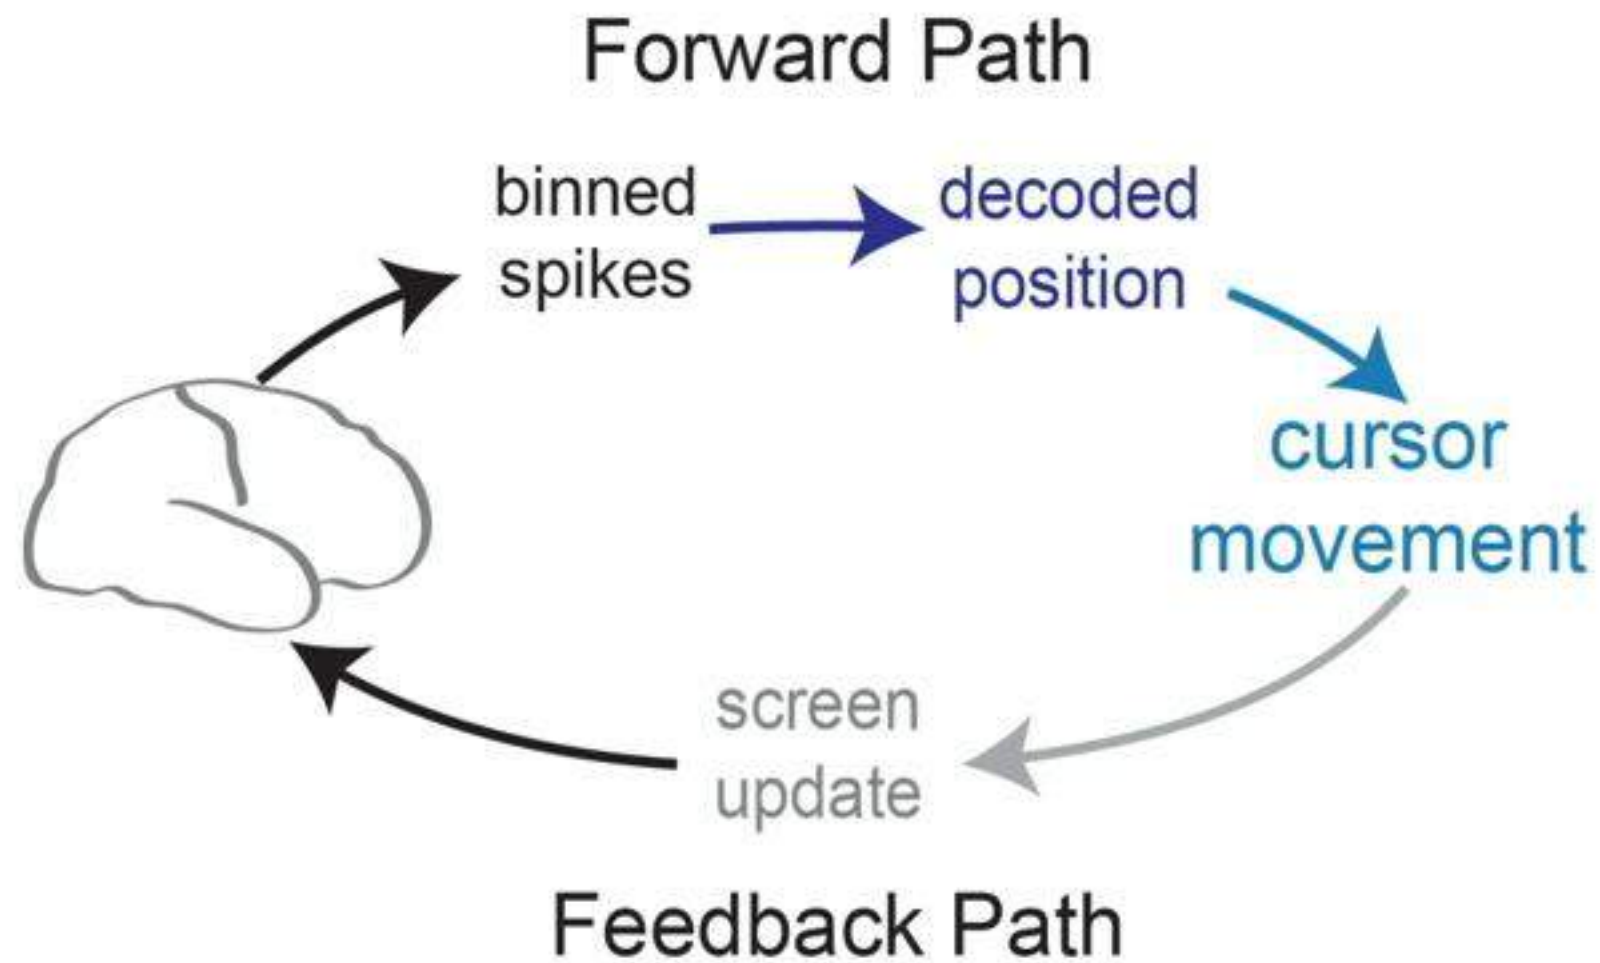 Forward Path
binned
spikes
decoded
position
cursor
movement
screen
update
Feedback Path